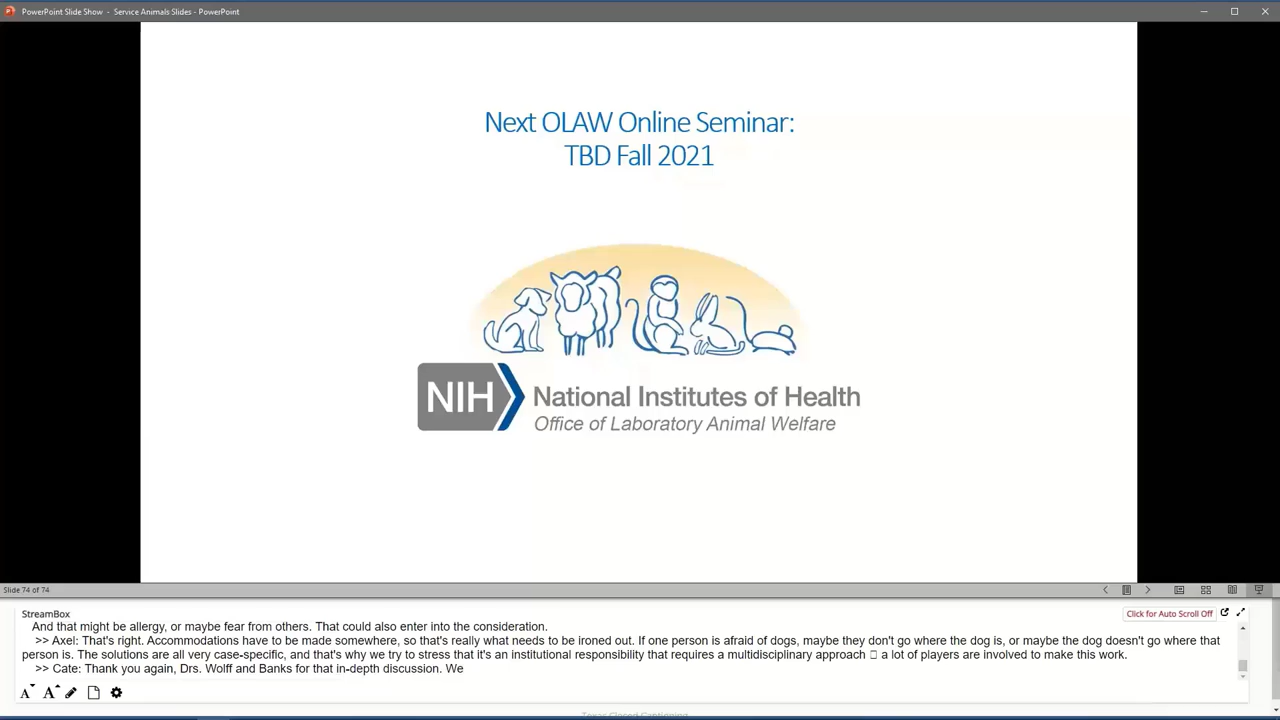 PowerPoint Slide Show - Service Animals Slides - PowerPoint
Next OLAW Online Seminar:
TBD Fall 2021
NIH National Institutes of Health
Office of Laboratory Animal Welfare
Slide 74 of 74
StreamBox
Click for Auto Scroll Off
And that might be allergy, or maybe fear from others. That could also enter into the consideration.
>> Axel: That's right. Accommodations have to be made somewhere, so that's really what needs to be ironed out. If one person is afraid of dogs, maybe they don't go where the dog is, or maybe the dog doesn't go where that
person is. The solutions are all very case-specific, and that's why we try to stress that it's an institutional responsibility that requires a multidisciplinary approach a lot of players are involved to make this work.
>> Cate: Thank you again, Drs. Wolff and Banks for that in-depth discussion. We
A A
Texas Closed Captioning